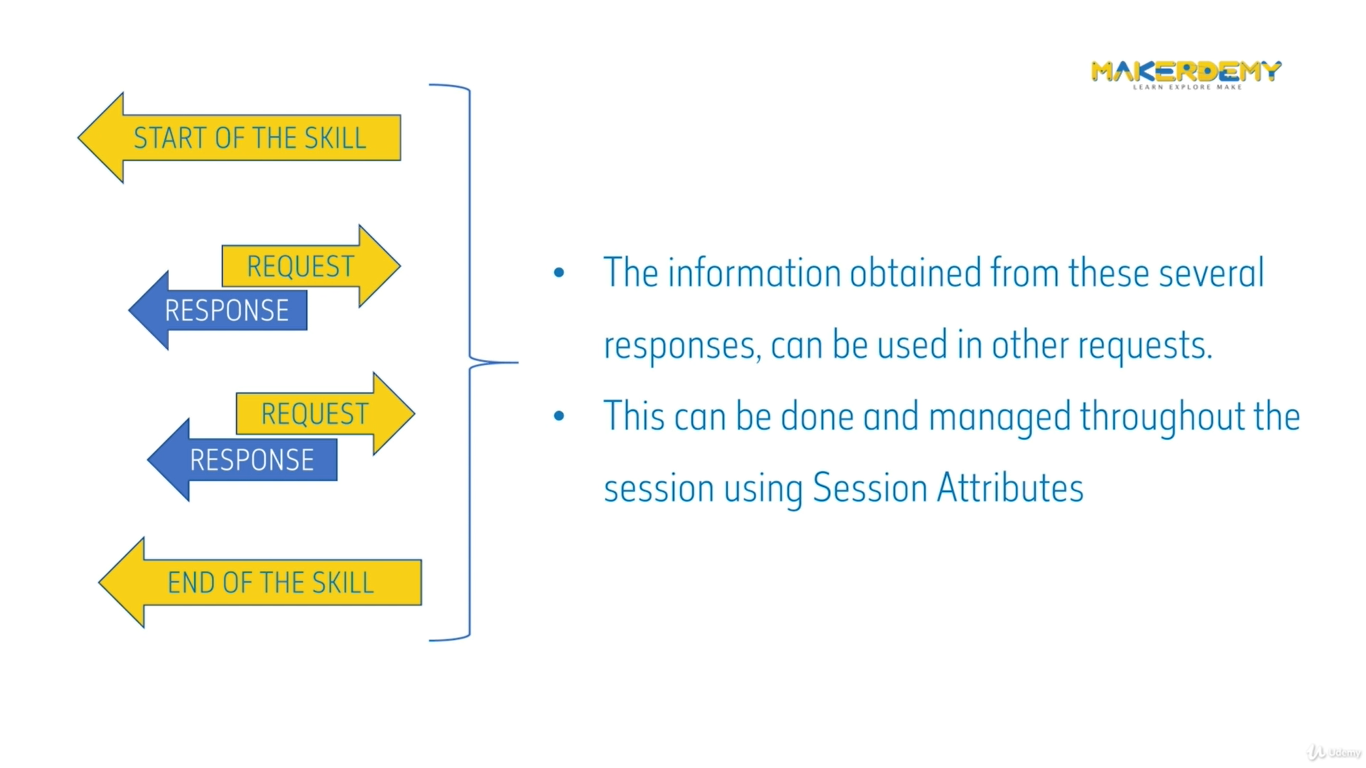 MAKERDEMY
LEARN EXPLORE MAKE
START OF THE SKILL
REQUEST
RESPONSE
REQUEST
RESPONSE
END OF THE SKILL
• The information obtained from these several
responses, can be used in other requests.
• This can be done and managed throughout the
session using Session Attributes
Udemy